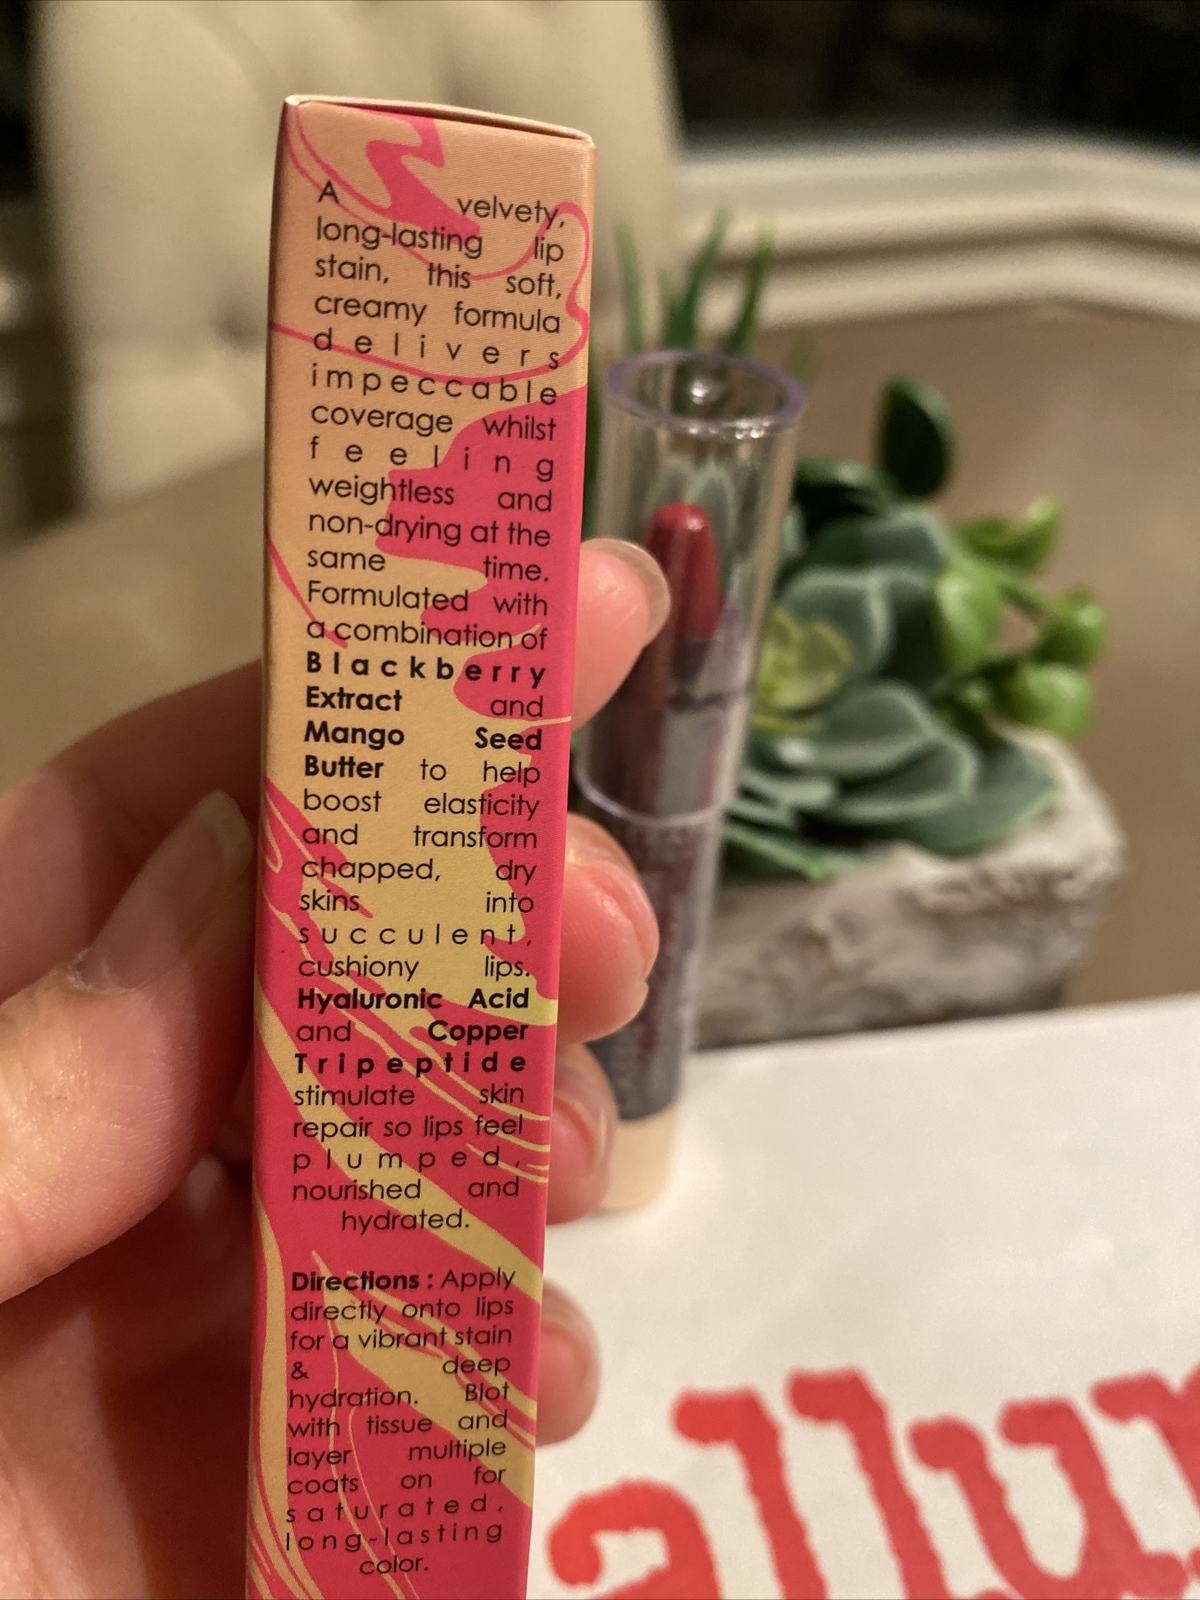 A velvety,
long-lasting lip
stain, this soft,
creamy formula
delivers
impeccable
coverage whilst
feeling
weightless and
non-drying at the
same time.
Formulated with
a combination of
Blackberry
Extract and
Mango Seed
Butter to help
boost elasticity
and transform
chapped, dry
skins into
succulent,
cushiony lips.
Hyaluronic Acid
and Copper
Tripeptide
stimulate skin
repair so lips feel
plumped,
nourished and
hydrated.
Directions : Apply
directly onto lips
for a vibrant stain
& deep
hydration. Blot
with tissue and
layer multiple
coats on for
saturated,
long-lasting
color.